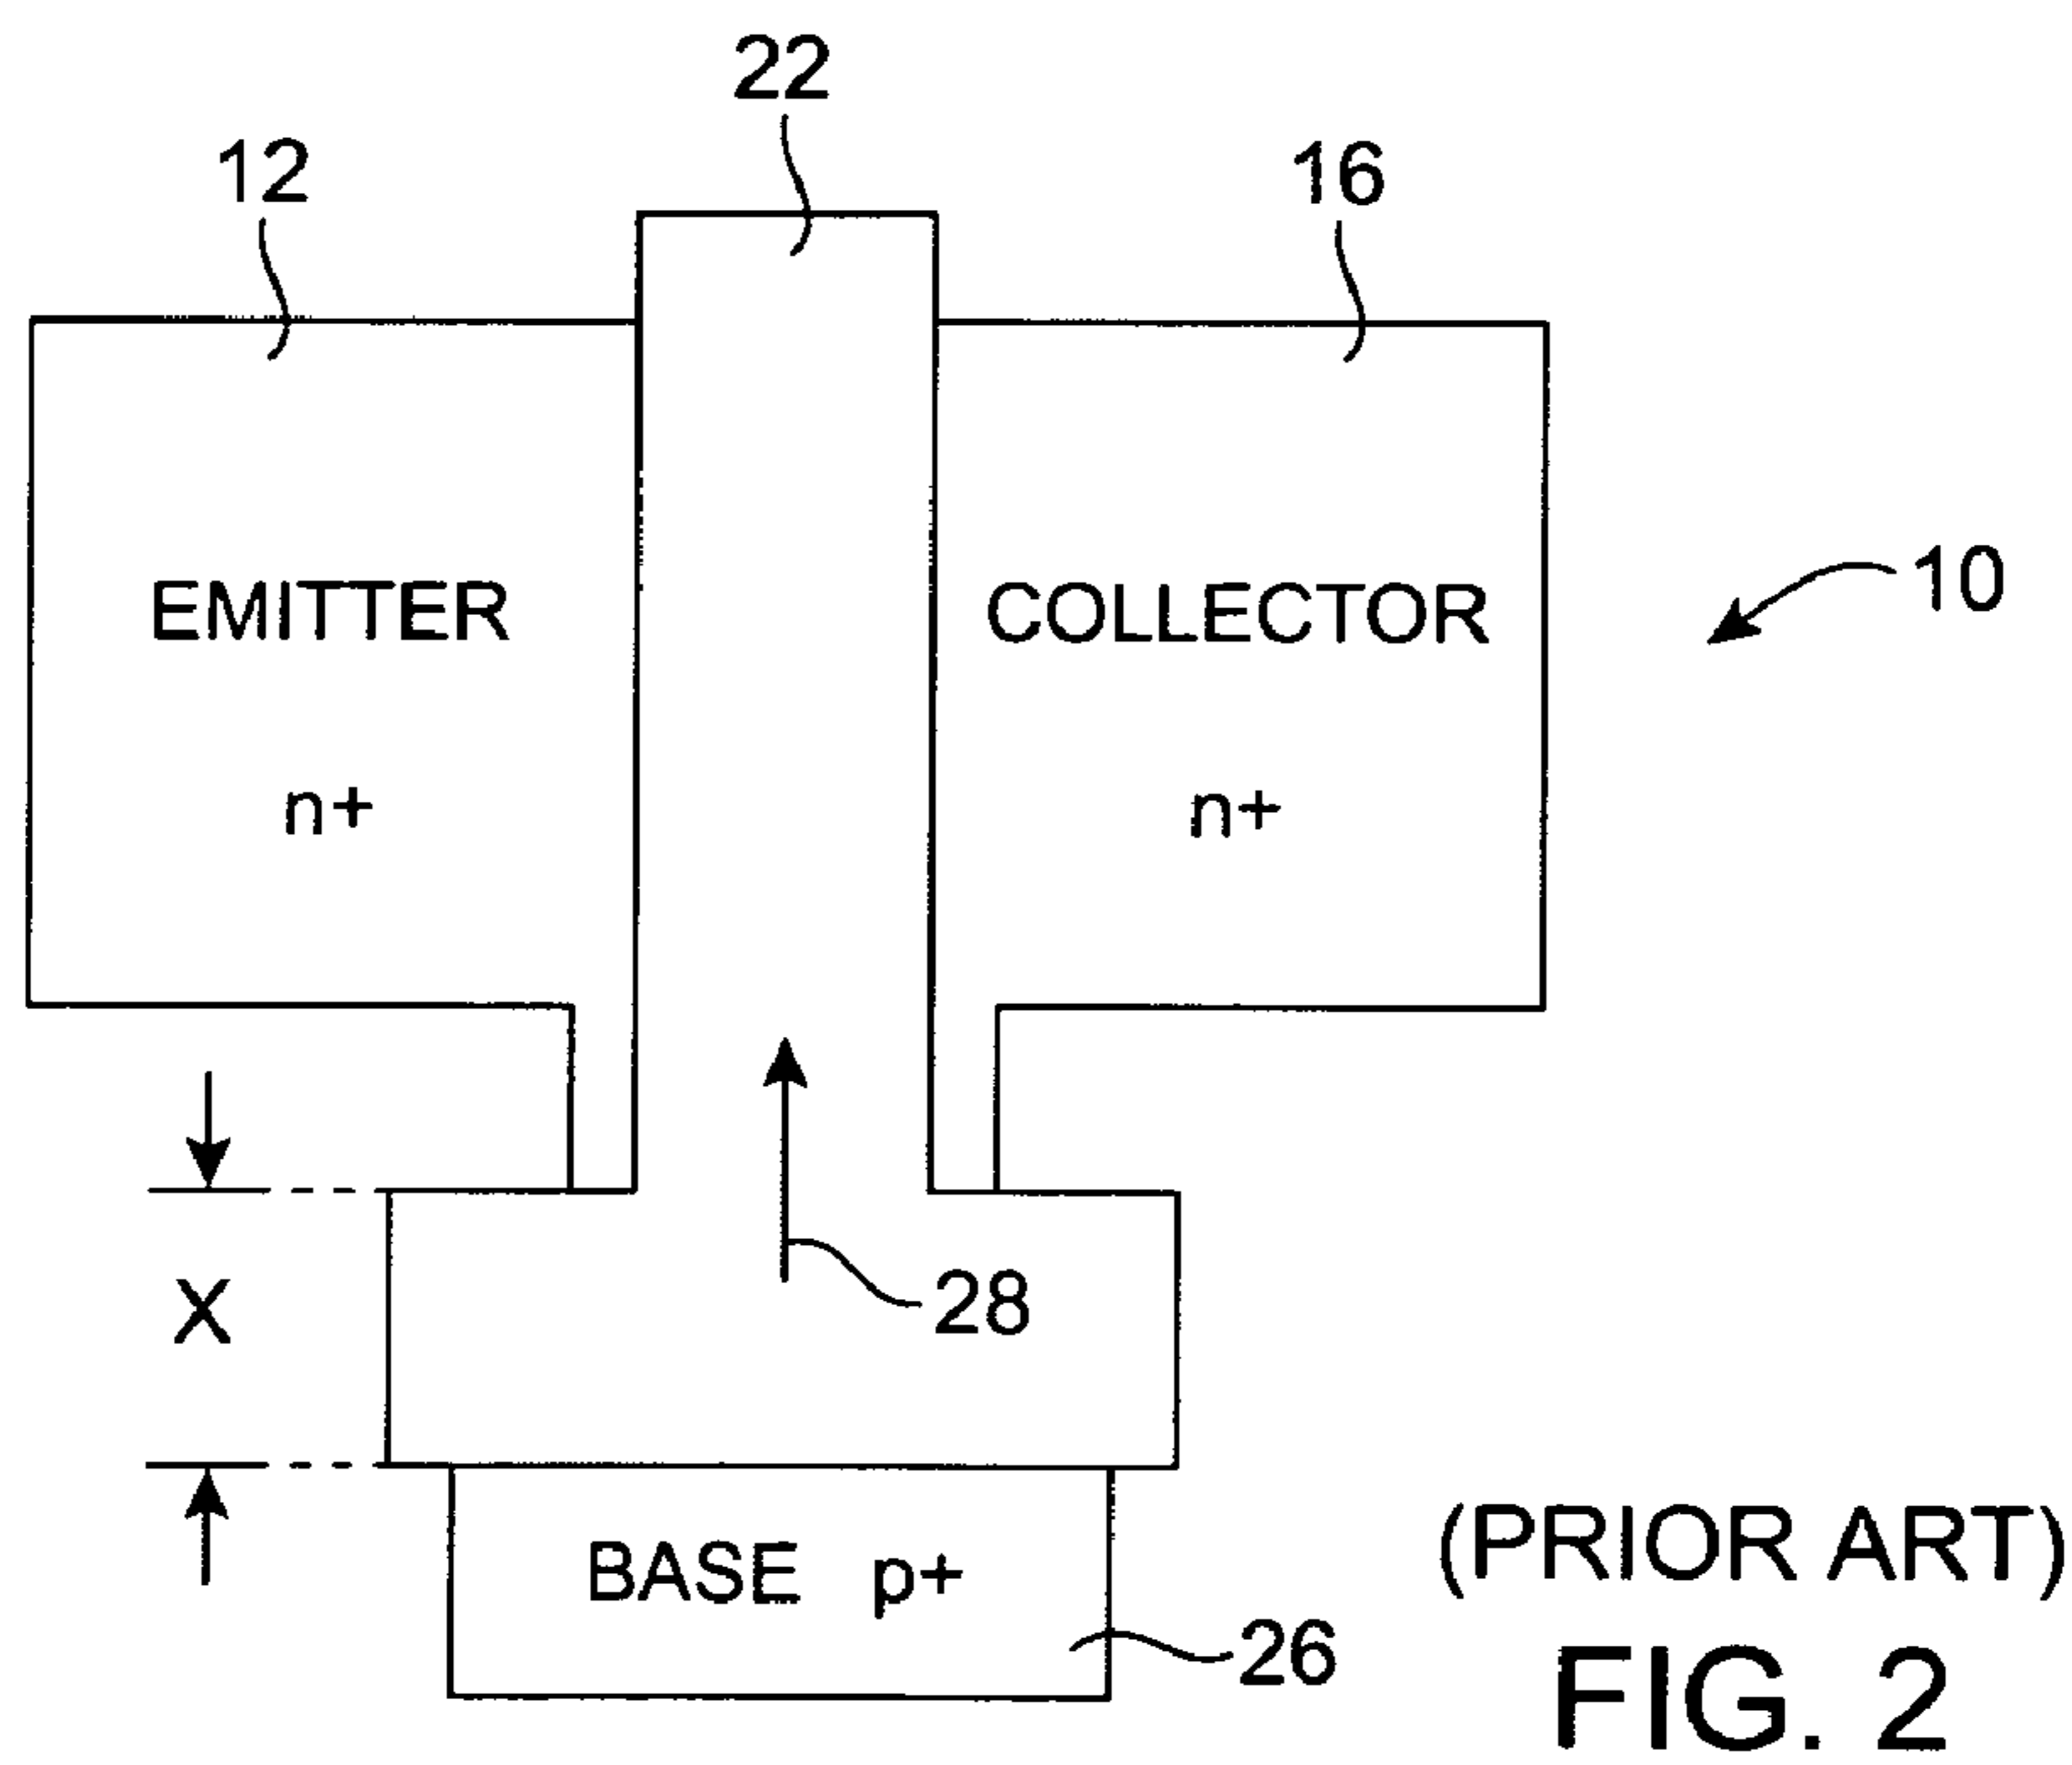 22
12
16
EMITTER
COLLECTOR
10
n+
n+
X
28
BASE p+
26
(PRIOR ART)
FIG. 2